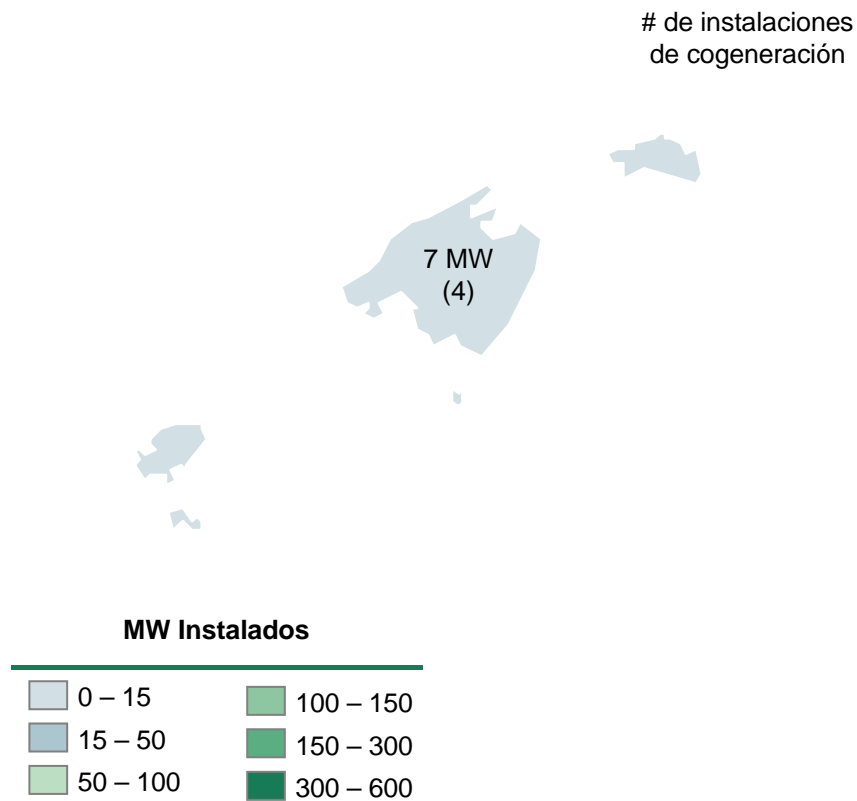 # de instalaciones
de cogeneración
7 MW
(4)
MW Instalados
0 – 15
15 – 50
50 – 100
100 – 150
150 – 300
300 – 600